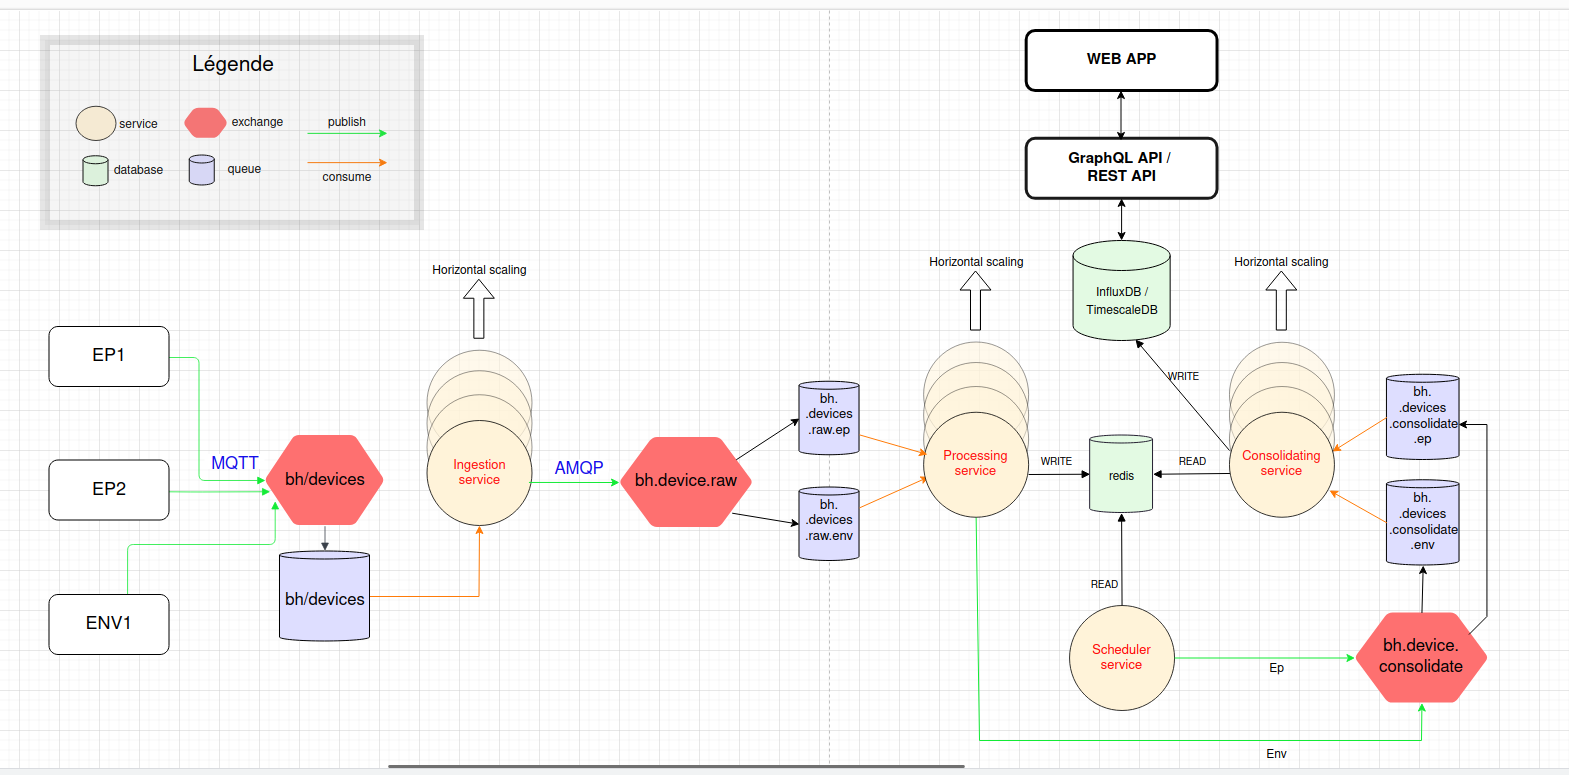 Légende
service
exchange
publish
database
queue
consume
WEB APP
GraphQL API /
REST API
Horizontal scaling
Horizontal scaling
Horizontal scaling
InfluxDB /
TimescaleDB
EP1
EP2
ENV1
MQTT
bh/devices
bh/devices
Ingestion
service
AMQP
bh.device.raw
bh.
.devices
.raw.ep
bh.
.devices
.raw.env
Processing
service
WRITE
redis
READ
WRITE
Consolidating
service
bh.
.devices
.consolidate
.ep
bh.
.devices
.consolidate
.env
READ
Scheduler
service
Ep
bh.device.
consolidate
Env